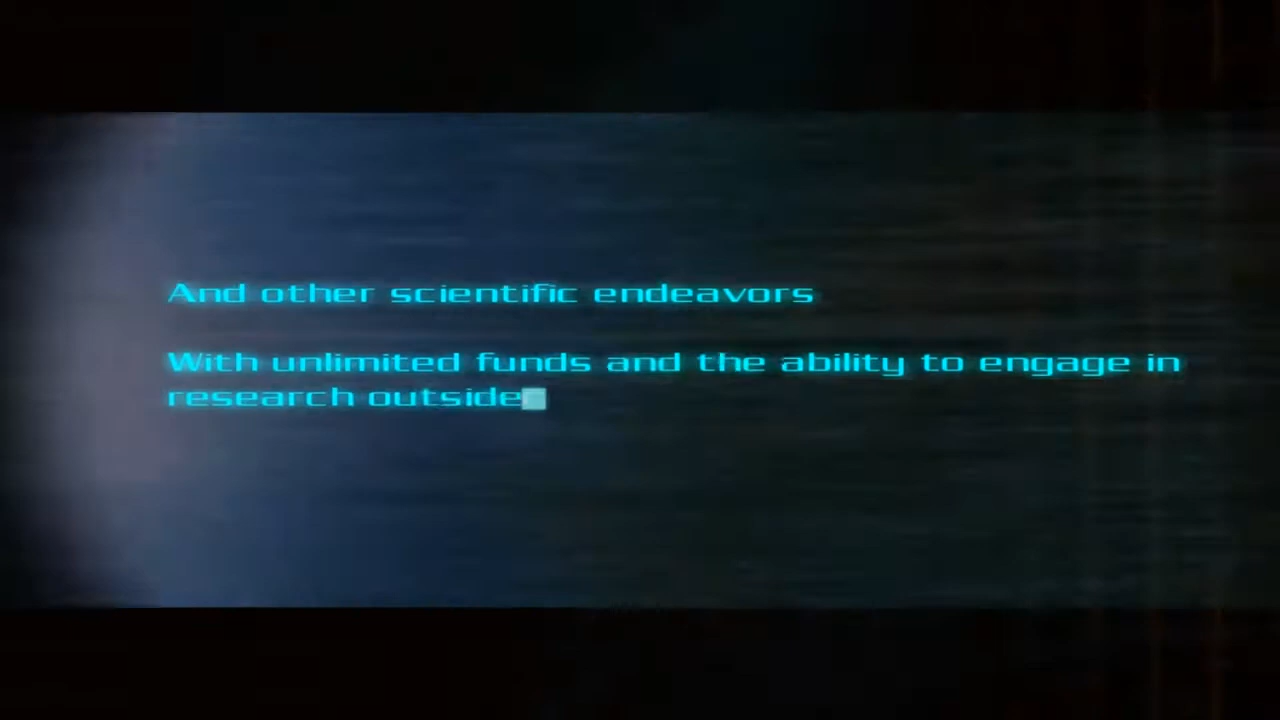 And other scientific endeavors
With unlimited funds and the ability to engage in
research outside